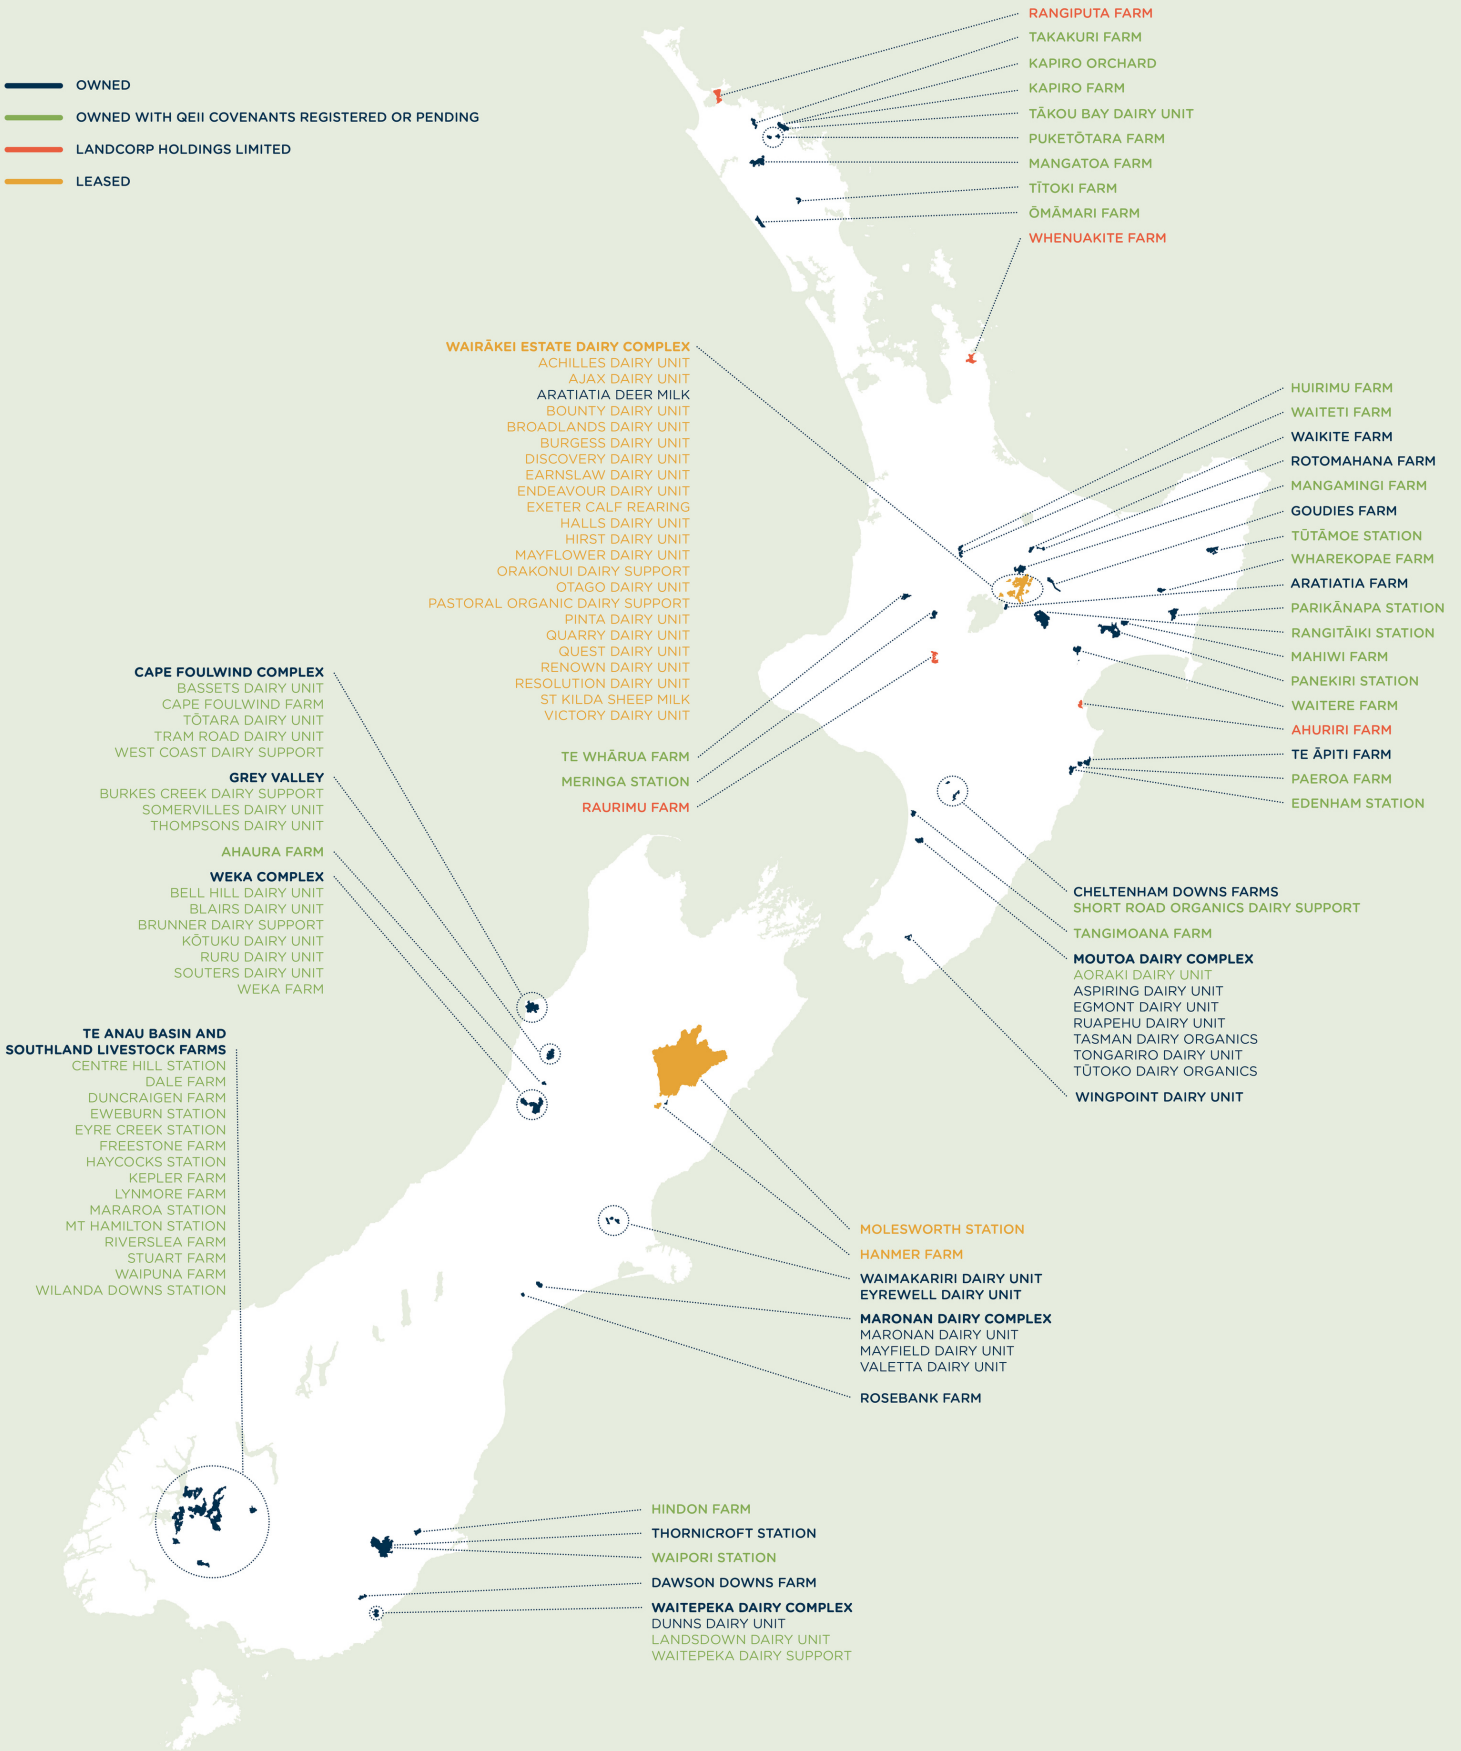 OWNED
OWNED WITH QEII COVENANTS REGISTERED OR PENDING
LANDCORP HOLDINGS LIMITED
LEASED
RANGIPUTA FARM
TAKAKURI FARM
KAPIRO ORCHARD
KAPIRO FARM
TĀKOU BAY DAIRY UNIT
PUKETŌTARA FARM
MANGATOA FARM
TĪTOKI FARM
ŌMĀMARI FARM
WHENUAKITE FARM
WAIRĀKEI ESTATE DAIRY COMPLEX
ACHILLES DAIRY UNIT
AJAX DAIRY UNIT
ARATIATIA DEER MILK
BOUNTY DAIRY UNIT
BROADLANDS DAIRY UNIT
BURGESS DAIRY UNIT
DISCOVERY DAIRY UNIT
EARNSLAW DAIRY UNIT
ENDEAVOUR DAIRY UNIT
EXETER CALF REARING
HALLS DAIRY UNIT
HIRST DAIRY UNIT
MAYFLOWER DAIRY UNIT
ORAKONUI DAIRY SUPPORT
OTAGO DAIRY UNIT
PASTORAL ORGANIC DAIRY SUPPORT
PINTA DAIRY UNIT
QUARRY DAIRY UNIT
QUEST DAIRY UNIT
RENOWN DAIRY UNIT
RESOLUTION DAIRY UNIT
ST KILDA SHEEP MILK
VICTORY DAIRY UNIT
TE WHĀRUA FARM
MERINGA STATION
RAURIMU FARM
HUIRIMU FARM
WAITETI FARM
WAIKITE FARM
ROTOMAHANA FARM
MANGAMINGI FARM
GOUDIES FARM
TŪTĀMOE STATION
WHAREKOPAE FARM
ARATIATIA FARM
PARIKĀNAPA STATION
RANGITĀIKI STATION
MAHIWI FARM
PANEKIRI STATION
WAITERE FARM
AHURIRI FARM
TE ĀPITI FARM
PAEROA FARM
EDENHAM STATION
CAPE FOULWIND COMPLEX
BASSETS DAIRY UNIT
CAPE FOULWIND FARM
TŌTARA DAIRY UNIT
TRAM ROAD DAIRY UNIT
WEST COAST DAIRY SUPPORT
GREY VALLEY
BURKES CREEK DAIRY SUPPORT
SOMERVILLES DAIRY UNIT
THOMPSONS DAIRY UNIT
AHAURA FARM
WEKA COMPLEX
BELL HILL DAIRY UNIT
BLAIRS DAIRY UNIT
BRUNNER DAIRY SUPPORT
KŌTUKU DAIRY UNIT
RURU DAIRY UNIT
SOUTERS DAIRY UNIT
WEKA FARM
CHELTENHAM DOWNS FARMS
SHORT ROAD ORGANICS DAIRY SUPPORT
TANGIMOANA FARM
MOUTOA DAIRY COMPLEX
AORAKI DAIRY UNIT
ASPIRING DAIRY UNIT
EGMONT DAIRY UNIT
RUAPEHU DAIRY UNIT
TASMAN DAIRY ORGANICS
TONGARIRO DAIRY UNIT
TŪTOKO DAIRY ORGANICS
WINGPOINT DAIRY UNIT
TE ANAU BASIN AND
SOUTHLAND LIVESTOCK FARMS
CENTRE HILL STATION
DALE FARM
DUNCRAIGEN FARM
EWEBURN STATION
EYRE CREEK STATION
FREESTONE FARM
HAYCOCKS STATION
KEPLER FARM
LYNMORE FARM
MARAROA STATION
MT HAMILTON STATION
RIVERSLEA FARM
STUART FARM
WAIPUNA FARM
WILANDA DOWNS STATION
MOLESWORTH STATION
HANMER FARM
WAIMAKARIRI DAIRY UNIT
EYREWELL DAIRY UNIT
MARONAN DAIRY COMPLEX
MARONAN DAIRY UNIT
MAYFIELD DAIRY UNIT
VALETTA DAIRY UNIT
ROSEBANK FARM
HINDON FARM
THORNICROFT STATION
WAIPORI STATION
DAWSON DOWNS FARM
WAITEPEKA DAIRY COMPLEX
DUNNS DAIRY UNIT
LANDSDOWN DAIRY UNIT
WAITEPEKA DAIRY SUPPORT